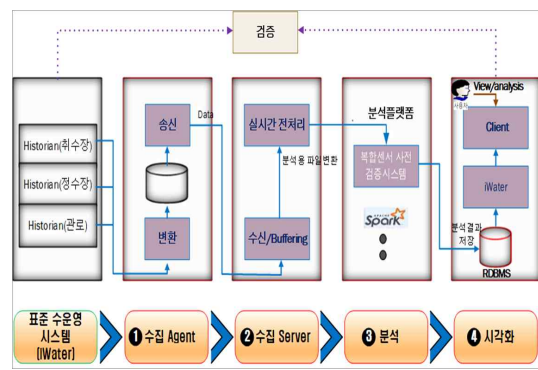 검증
Historian(취수장)
Historian(정수장)
Historian(관로)
송신
변환
Data
실시간 전처리
분석용 파일변환
수신/Buffering
분석플랫폼
복합센서 사전
검증시스템
APACHE
Spark
View/analysis
사용자
Client
iWater
분석결과
저장
RDBMS
표준 수운영
시스템
(iWater)
❶ 수집 Agent
❷ 수집 Server
❸ 분석
❹ 시각화